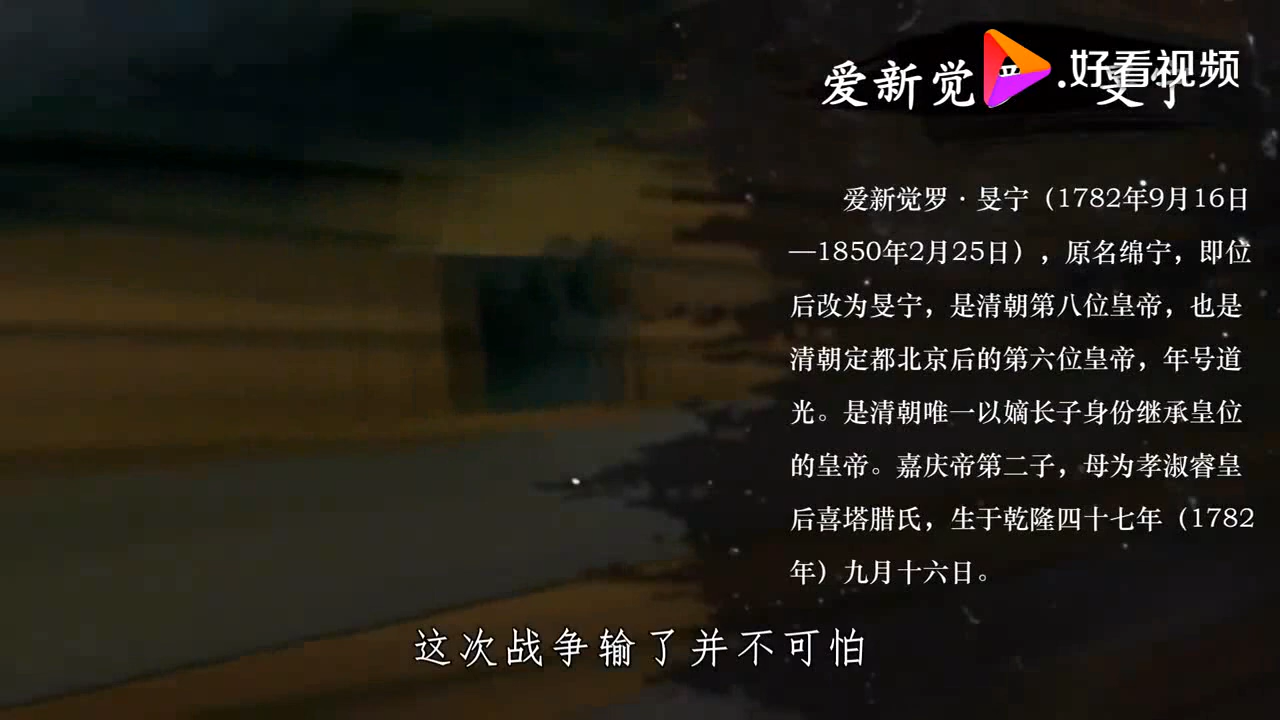 爱新觉
好看视频
爱新觉罗·旻宁（1782年9月16日
—1850年2月25日），原名绵宁，即位
后改为旻宁，是清朝第八位皇帝，也是
清朝定都北京后的第六位皇帝，年号道
光。是清朝唯一以嫡长子身份继承皇位
的皇帝。嘉庆帝第二子，母为孝淑睿皇
后喜塔腊氏，生于乾隆四十七年（1782
年）九月十六日。
这次战争输了并不可怕